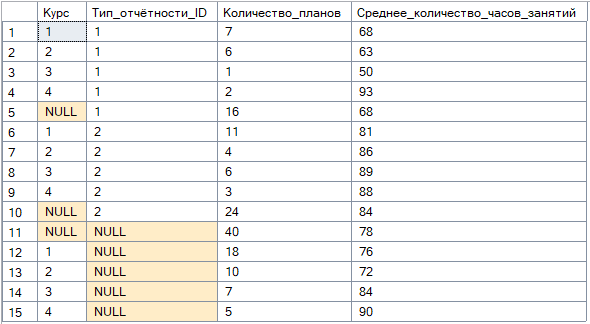 Курс Тип_отчётности_ID Количество_планов Среднее_количество_часов_занятий
1 1 1 7 68
2 2 1 6 63
3 3 1 1 50
4 4 1 2 93
5 NULL 1 16 68
6 1 2 11 81
7 2 2 4 86
8 3 2 6 89
9 4 2 3 88
10 NULL 2 24 84
11 NULL NULL 40 78
12 1 NULL 18 76
13 2 NULL 10 72
14 3 NULL 7 84
15 4 NULL 5 90